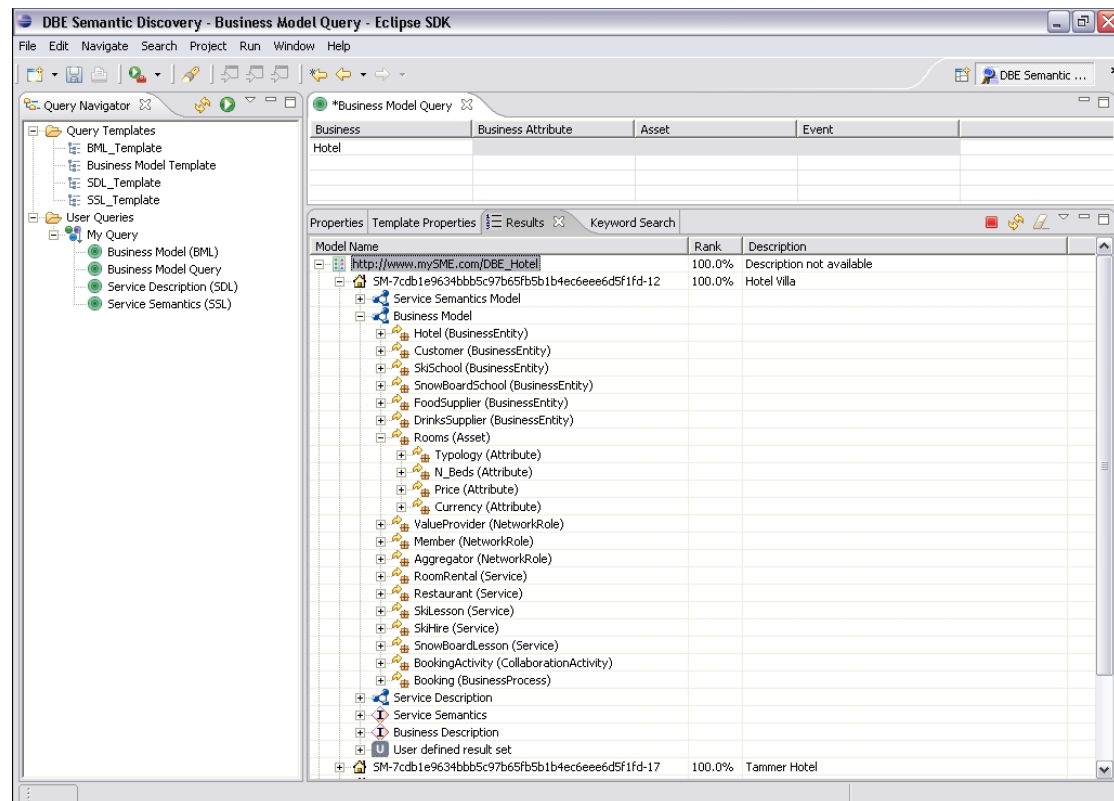 DBE Semantic Discovery - Business Model Query - Eclipse SDK
File Edit Navigate Search Project Run Window Help
DBE Semantic ...
Query Navigator
Query Templates
BML_Template
Business Model Template
SDL_Template
SSL_Template
User Queries
My Query
Business Model (BML)
Business Model Query
Service Description (SDL)
Service Semantics (SSL)
*Business Model Query
Business Business Attribute Asset Event
Hotel
Properties Template Properties Results Keyword Search
Model Name Rank Description
http://www.mySME.com/DBE_Hotel 100.0% Description not available
SM-7cdb1e9634bbb5c97b65fb5b1b4ec6eee6d5f1fd-12 100.0% Hotel Villa
Service Semantics Model
Business Model
Hotel (BusinessEntity)
Customer (BusinessEntity)
SkiSchool (BusinessEntity)
SnowBoardSchool (BusinessEntity)
FoodSupplier (BusinessEntity)
DrinksSupplier (BusinessEntity)
Rooms (Asset)
Typology (Attribute)
N_Beds (Attribute)
Price (Attribute)
Currency (Attribute)
ValueProvider (NetworkRole)
Member (NetworkRole)
Aggregator (NetworkRole)
RoomRental (Service)
Restaurant (Service)
SkiLesson (Service)
SkiHire (Service)
SnowBoardLesson (Service)
BookingActivity (CollaborationActivity)
Booking (BusinessProcess)
Service Description
I Service Semantics
I Business Description
U User defined result set
SM-7cdb1e9634bbb5c97b65fb5b1b4ec6eee6d5f1fd-17 100.0% Tammer Hotel